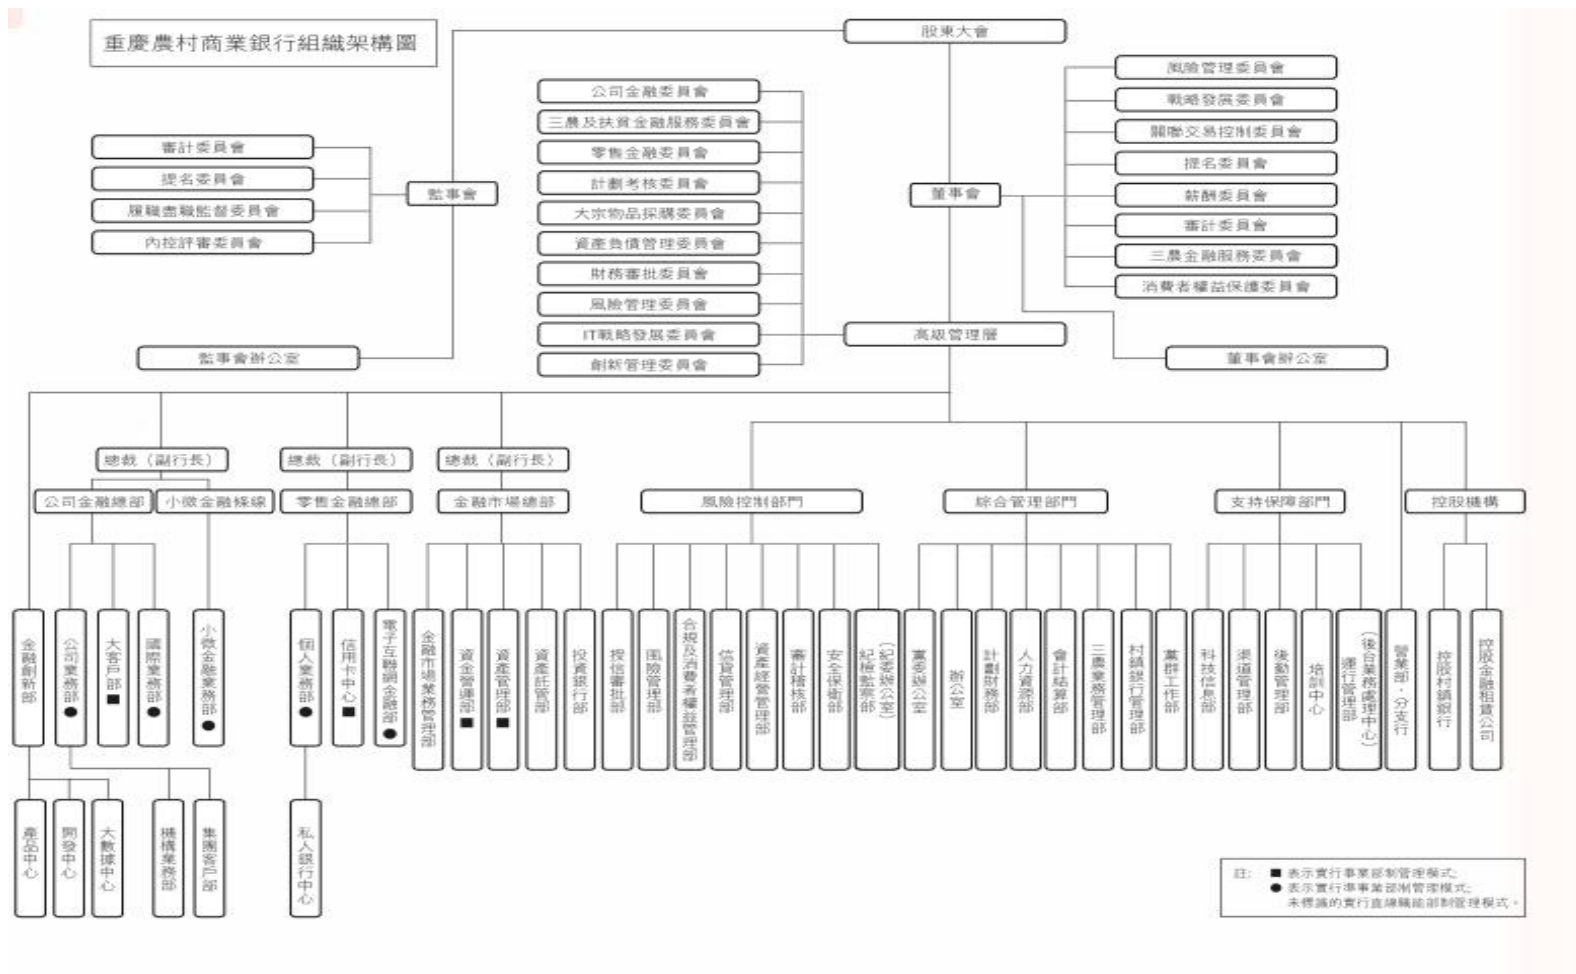 重慶農村商業銀行組織架構圖
股東大會
風險管理委員會
戰略發展委員會
關聯交易控制委員會
提名委員會
薪酬委員會
審計委員會
三農金融服務委員會
消費者權益保護委員會
公司金融委員會
三農及扶貧金融服務委員會
零售金融委員會
計劃考核委員會
大宗物品採購委員會
資產負債管理委員會
財務審批委員會
風險管理委員會
IT戰略發展委員會
創新管理委員會
審計委員會
提名委員會
履職盡職監督委員會
內控評審委員會
監事會
董事會
高級管理層
監事會辦公室
董事會辦公室
總裁（副行長）
總裁（副行長）
總裁（副行長）
公司金融總部
小微金融條線
零售金融總部
金融市場總部
風險控制部門
綜合管理部門
支持保障部門
控股機構
金融創新部
公司業務部●
大客戶部■
國際業務部●
小微金融業務部●
個人業務部●
信用卡中心■
電子互聯網金融部●
金融市場業務管理部
資金營運部■
資產管理部■
資產託管部
投資銀行部
授信審批部
風險管理部
合規及消費者權益管理部
信貸管理部
資產經營管理部
審計稽核部
安全保衛部
紀檢監察部
（紀委辦公室）
黨委辦公室
辦公室
計劃財務部
人力資源部
會計結算部
三農業務管理部
村鎮銀行管理部
黨群工作部
科技信息部
渠道管理部
後勤管理部
培訓中心
運行管理部
（後台業務處理中心）
營業部，分支行
控股村鎮銀行
控股金融租賃公司
產品中心
開發中心
大數據中心
機構業務部
集團客戶部
私人銀行中心
註: ■ 表示實行事業部制管理模式;
● 表示實行準事業部制管理模式;
未標識的實行直線職能部制管理模式。